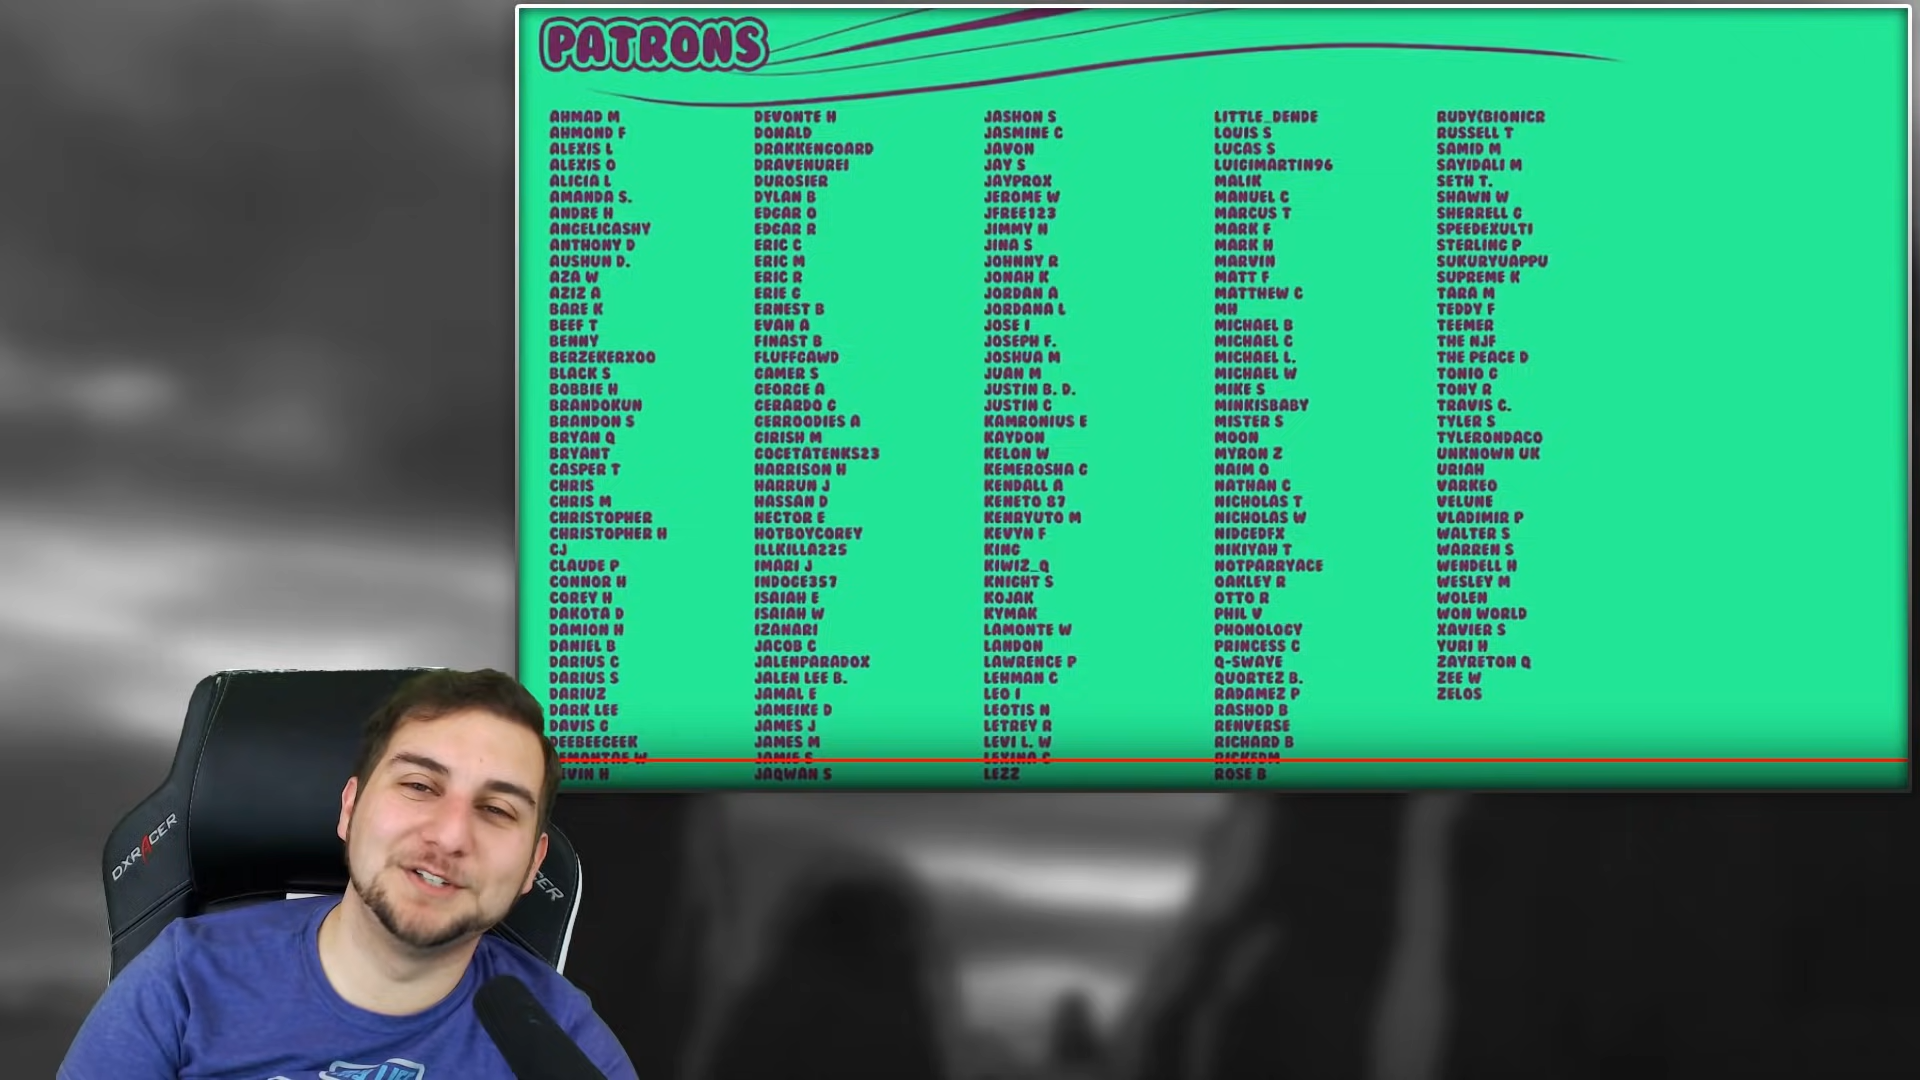 PATRONS
AHMAD M
AHMOND F
ALEXIS L
ALEXIS O
ALICIA L
AMANDA S.
ANDRE H
ANGELICASHY
ANTHONY D
AUSHUN D.
AZA W
AZIZ A
BARE K
BEEF T
BENNY
BERZEKERXOO
BLACK S
BOBBIE H
BRANDOKUN
BRANDON S
BRYAN Q
BRYANT
CASPER T
CHRIS
CHRIS M
CHRISTOPHER
CHRISTOPHER H
CJ
CLAUDE P
CONNOR H
COREY H
DAKOTA D
DAMION H
DANIEL B
DARIUS C
DARIUS S
DARIUZ
DARK LEE
DAVIS G
DEEBEEGEEK
DEMONTAE W
EVIN H
DEVONTE H
DONALD
DRAKKENGOARD
DRAVENUREI
DUROSIER
DYLAN B
EDGAR O
EDGAR R
ERIC C
ERIC M
ERIC R
ERIE G
ERNEST B
EVAN A
FINAST B
FLUFFGAWD
GAMER S
GEORGE A
GERARDO G
GERROODIES A
GIRISH M
GOGETATENKS23
HARRISON H
HARRUN J
HASSAN D
HECTOR E
HOTBOYCOREY
ILLKILLA225
IMARI J
INDOGE357
ISAIAH E
ISAIAH W
IZANARI
JACOB C
JALENPARADOX
JALEN LEE B.
JAMAL E
JAMEIKE D
JAMES J
JAMES M
JAMIE S
JAQWAN S
JASHON S
JASMINE C
JAVON
JAY S
JAYPROX
JEROME W
JFREE123
JIMMY N
JINA S
JOHNNY R
JONAH K
JORDAN A
JORDANA L
JOSE I
JOSEPH F.
JOSHUA M
JUAN M
JUSTIN B. D.
JUSTIN C
KAMRONIUS E
KAYDON
KELON W
KEMEROSHA G
KENDALL A
KENETO 87
KENRYUTO M
KEVYN F
KING
KIWIZ_Q
KNIGHT S
KOJAK
KYMAK
LAMONTE W
LANDON
LAWRENCE P
LEHMAN C
LEO I
LEOTIS N
LETREY R
LEVI L. W
LEXINA C
LEZZ
LITTLE_DENDE
LOUIS S
LUCAS S
LUIGIMARTIN96
MALIK
MANUEL C
MARCUS T
MARK F
MARK H
MARVIN
MATT F
MATTHEW C
MH
MICHAEL B
MICHAEL C
MICHAEL L.
MICHAEL W
MIKE S
MINKISBABY
MISTER S
MOON
MYRON Z
NAIM O
NATHAN C
NICHOLAS T
NICHOLAS W
NIDGEDFX
NIKIYAH T
NOTPARRYACE
OAKLEY R
OTTO R
PHIL V
PHONOLOGY
PRINCESS C
Q-SWAYE
QUORTEZ B.
RADAMEZ P
RASHOD B
RENVERSE
RICHARD B
ROSE B
RUDY(BIONICR
RUSSELL T
SAMID M
SAYIDALI M
SETH T.
SHAWN W
SHERRELL G
SPEEDEXULTI
STERLING P
SUKURYUAPPU
SUPREME K
TARA M
TEDDY F
TEEMER
THE NJF
THE PEACE D
TONIO G
TONY R
TRAVIS C.
TYLER S
TYLERONDACO
UNKNOWN UK
URIAH
VARKEO
VELUNE
VLADIMIR P
WALTER S
WARREN S
WENDELL H
WESLEY M
WOLEN
WON WORLD
XAVIER S
YURI H
ZAYRETON Q
ZEE W
ZELOS
DXRACER
CER